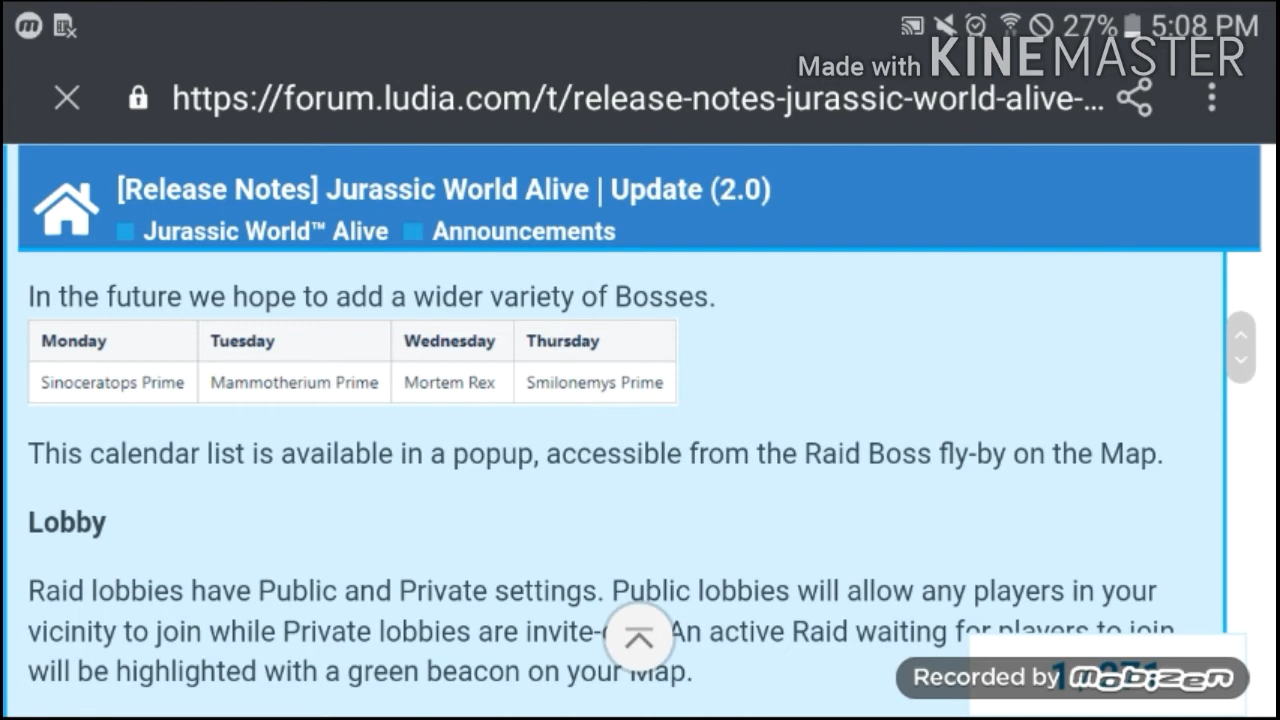 27% 5:08 PM
Made with KINEMASTER
https://forum.ludia.com/t/release-notes-jurassic-world-alive-...
[Release Notes] Jurassic World Alive | Update (2.0)
Jurassic World™ Alive Announcements
In the future we hope to add a wider variety of Bosses.
Monday Tuesday Wednesday Thursday
Sinoceratops Prime Mammotherium Prime Mortem Rex Smilonemys Prime
This calendar list is available in a popup, accessible from the Raid Boss fly-by on the Map.
Lobby
Raid lobbies have Public and Private settings. Public lobbies will allow any players in your
vicinity to join while Private lobbies are An active Raid waiting for players to join
will be highlighted with a green beacon on your Map.
Recorded by mobizen